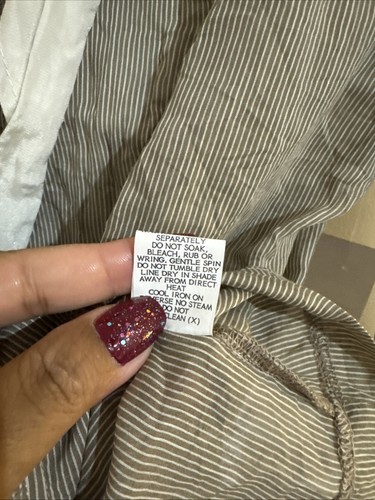 SEPARATELY
DO NOT SOAK,
BLEACH, RUB OR
WRING, GENTLE SPIN
DO NOT TUMBLE DRY
LINE DRY IN SHADE
AWAY FROM DIRECT
HEAT
COOL IRON ON
VERSE NO STEAM
DO NOT
CLEAN (X)